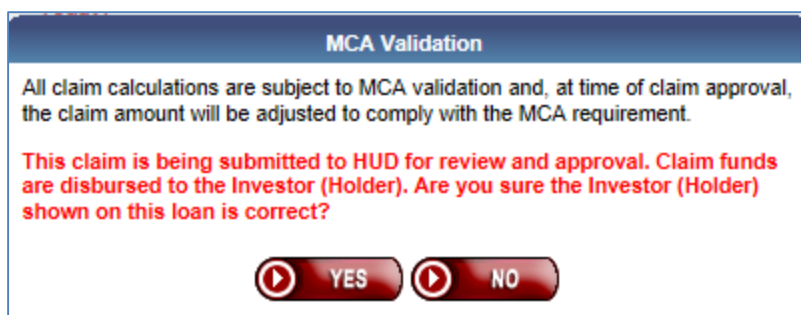 MCA Validation
All claim calculations are subject to MCA validation and, at time of claim approval,
the claim amount will be adjusted to comply with the MCA requirement.
This claim is being submitted to HUD for review and approval. Claim funds
are disbursed to the Investor (Holder). Are you sure the Investor (Holder)
shown on this loan is correct?
YES NO